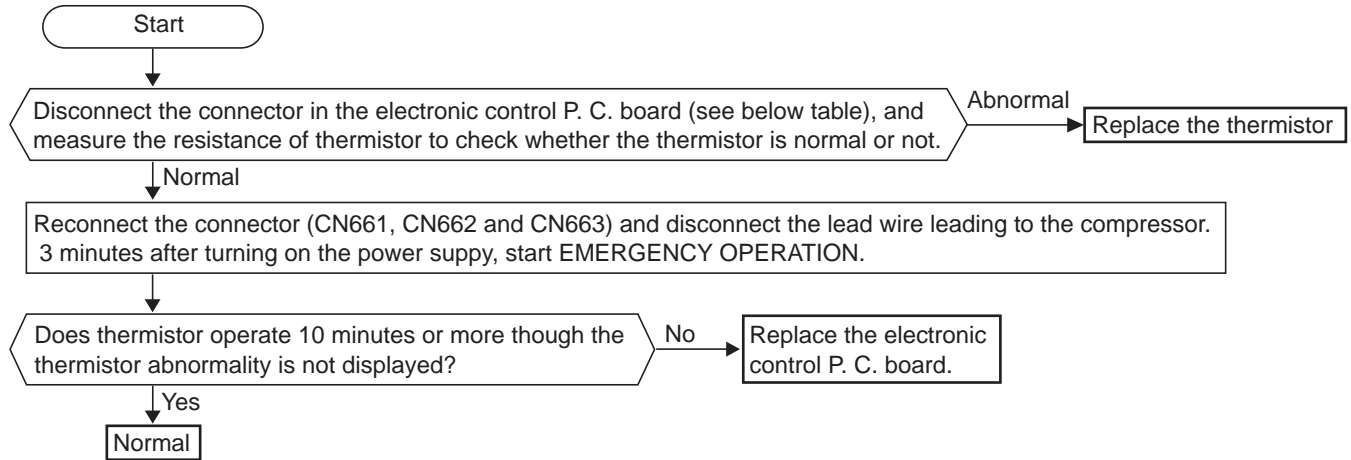 Start
Disconnect the connector in the electronic control P. C. board (see below table), and
measure the resistance of thermistor to check whether the thermistor is normal or not.
Abnormal
Replace the thermistor
Normal
Reconnect the connector (CN661, CN662 and CN663) and disconnect the lead wire leading to the compressor.
3 minutes after turning on the power suppy, start EMERGENCY OPERATION.
Does thermistor operate 10 minutes or more though the
thermistor abnormality is not displayed?
No
Replace the electronic
control P. C. board.
Yes
Normal